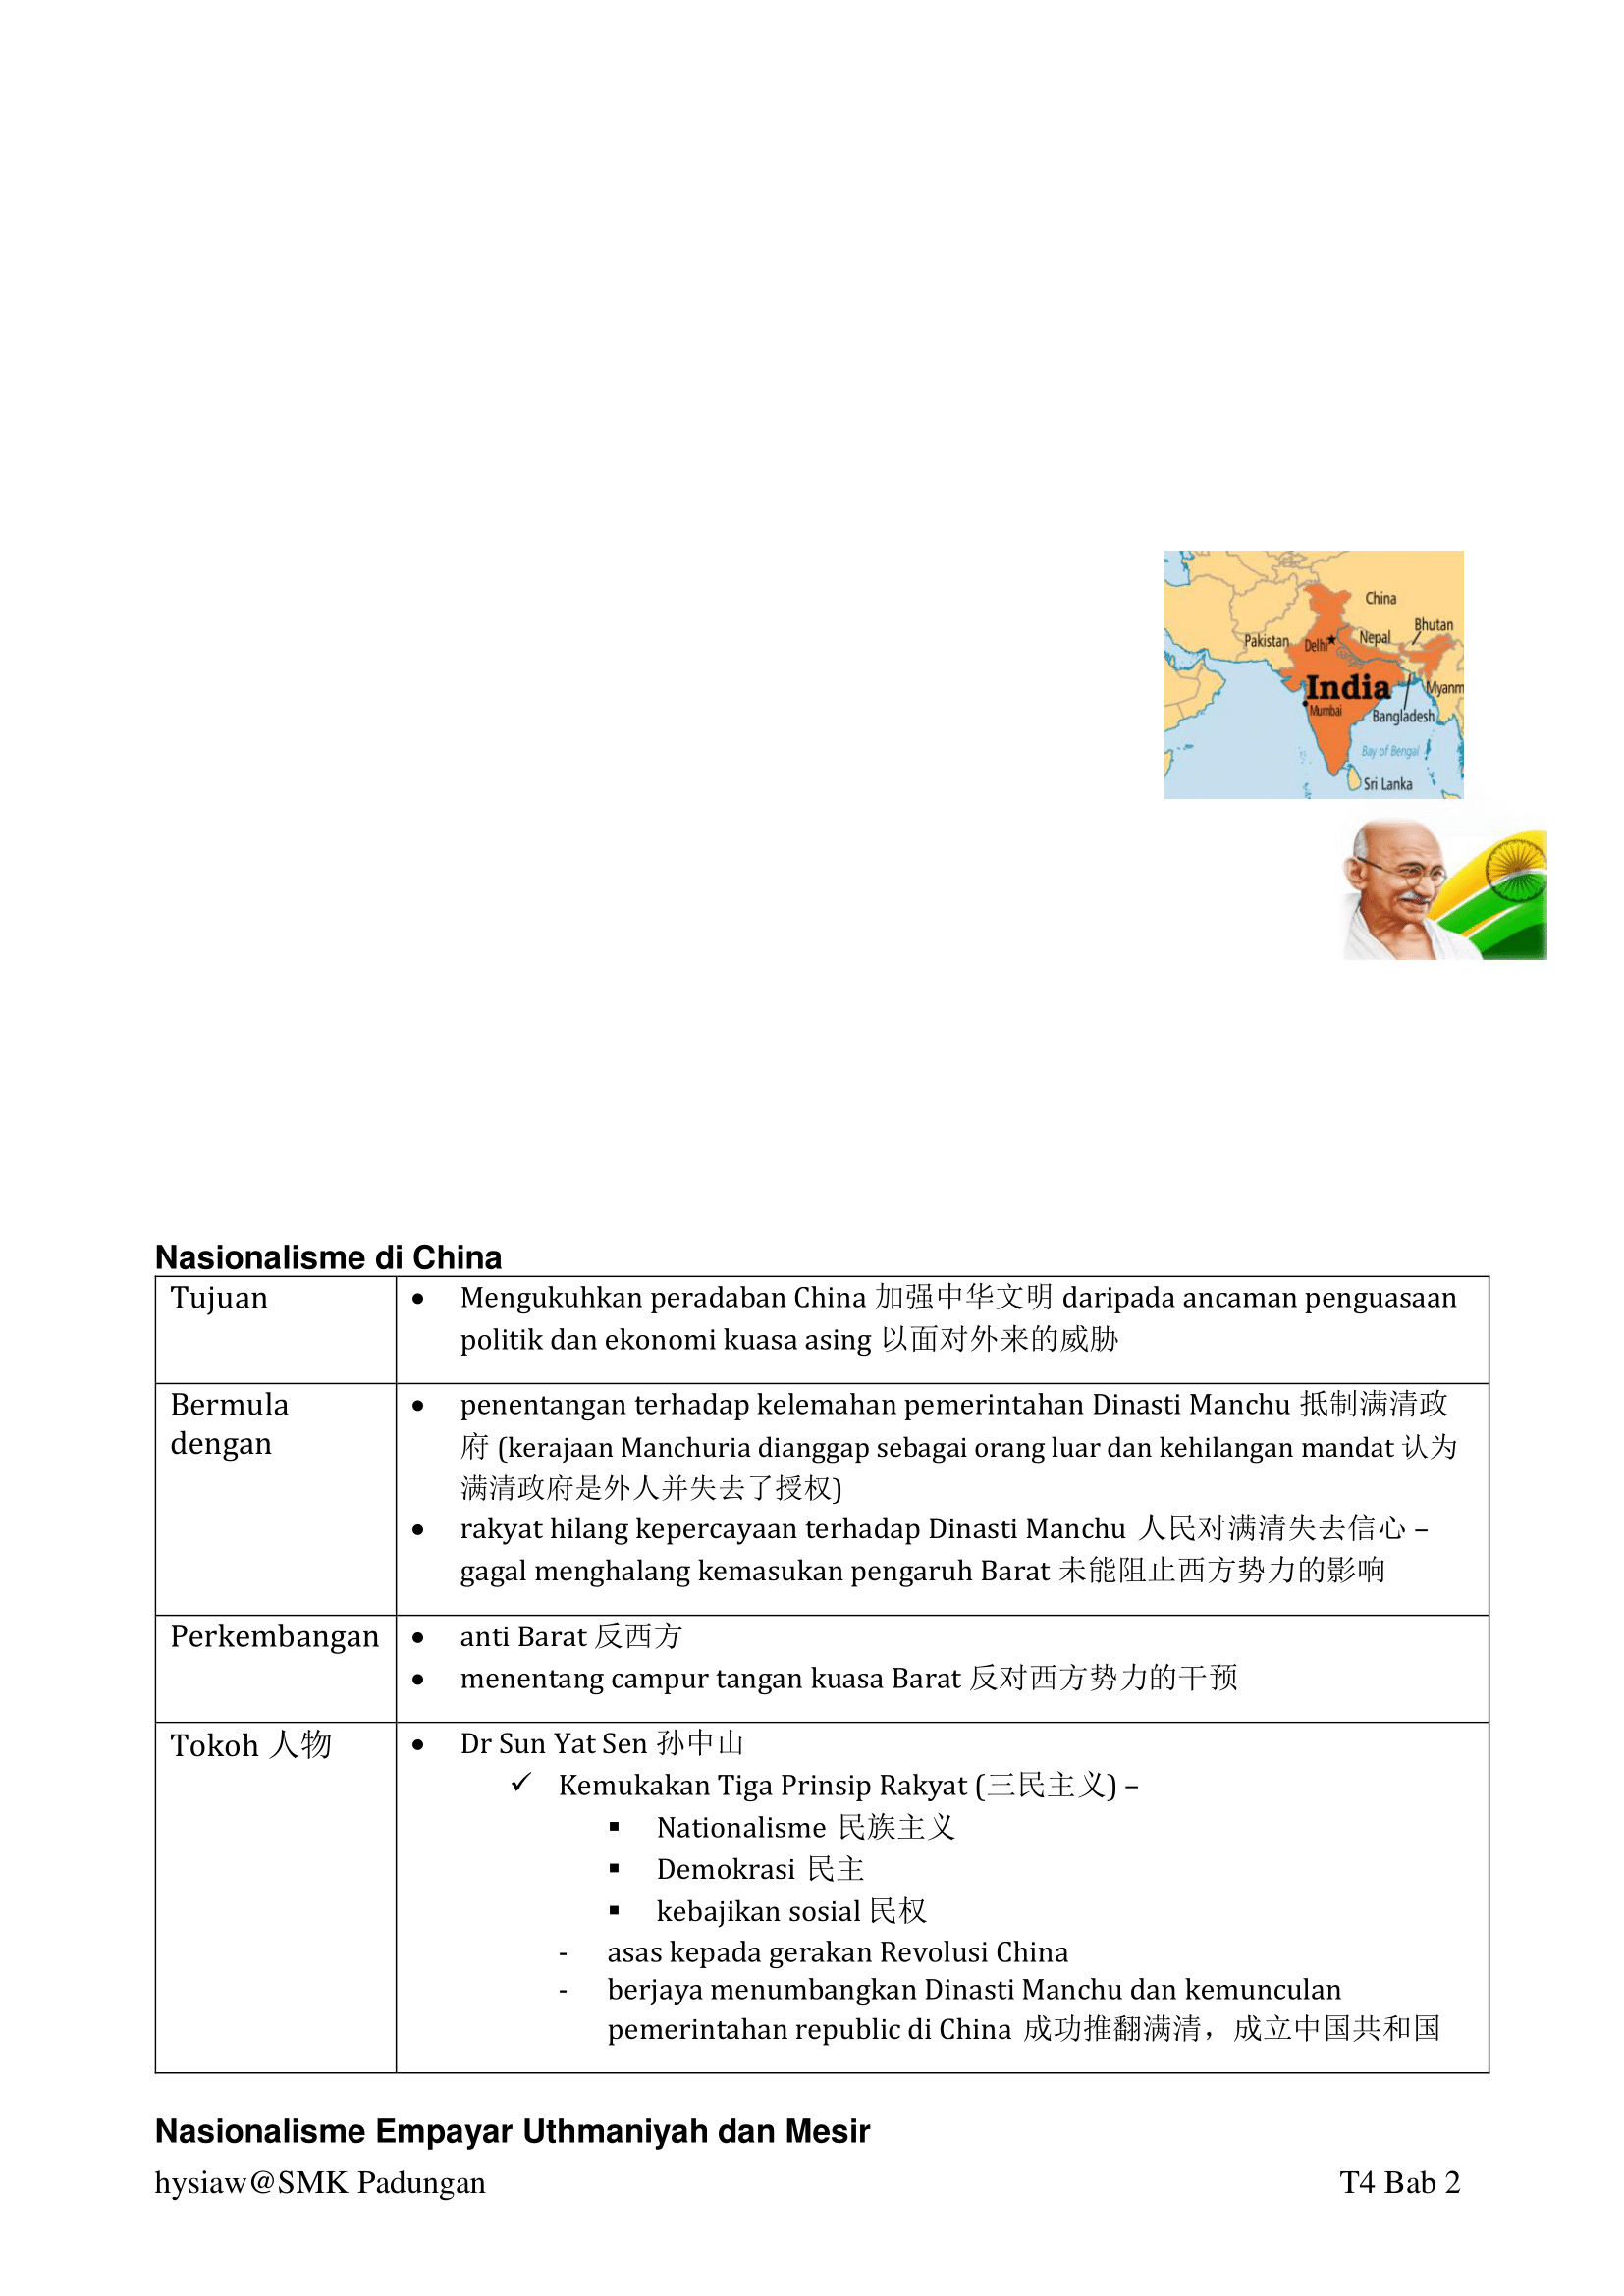 China
Bhutan
Pakistan
Delhi
Nepal
Ganges
India
Myanm
Mumbai
Bangladesh
Bay of Bengal
Sri Lanka
Nasionalisme di China
Tujuan
• Mengukuhkan peradaban China 加强中华文明 daripada ancaman penguasaan
politik dan ekonomi kuasa asing 以面对外来的威胁
Bermula
dengan
• penentangan terhadap kelemahan pemerintahan Dinasti Manchu 抵制满清政
府 (kerajaan Manchuria dianggap sebagai orang luar dan kehilangan mandat 认为
满清政府是外人并失去了授权)
• rakyat hilang kepercayaan terhadap Dinasti Manchu 人民对满清失去信心 –
gagal menghalang kemasukan pengaruh Barat 未能阻止西方势力的影响
Perkembangan
• anti Barat 反西方
• menentang campur tangan kuasa Barat 反对西方势力的干预
Tokoh 人物
• Dr Sun Yat Sen 孙中山
✓ Kemukakan Tiga Prinsip Rakyat (三民主义) –
▪ Nationalisme 民族主义
▪ Demokrasi 民主
▪ kebajikan sosial 民权
- asas kepada gerakan Revolusi China
- berjaya menumbangkan Dinasti Manchu dan kemunculan
pemerintahan republic di China 成功推翻满清，成立中国共和国
Nasionalisme Empayar Uthmaniyah dan Mesir
hysiaw@SMK Padungan T4 Bab 2